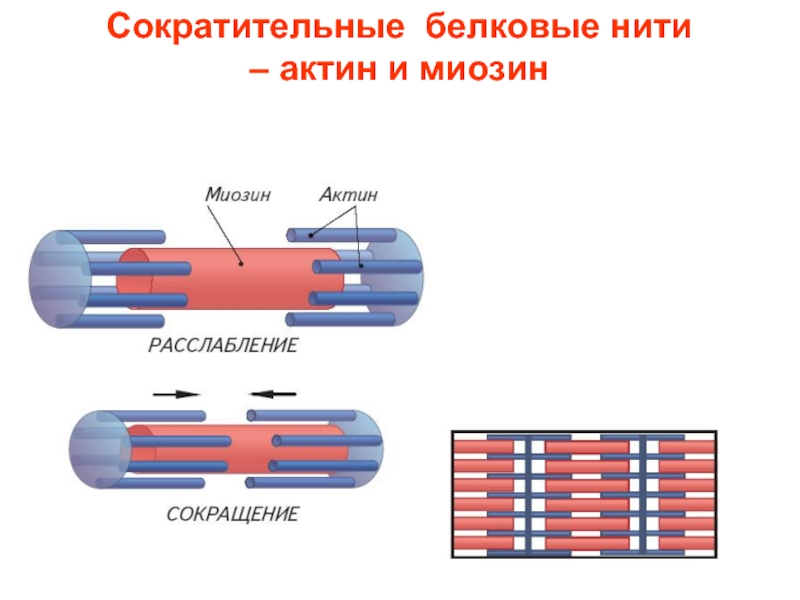 Сократительные белковые нити
– актин и миозин
Миозин Актин
РАССЛАБЛЕНИЕ
СОКРАЩЕНИЕ